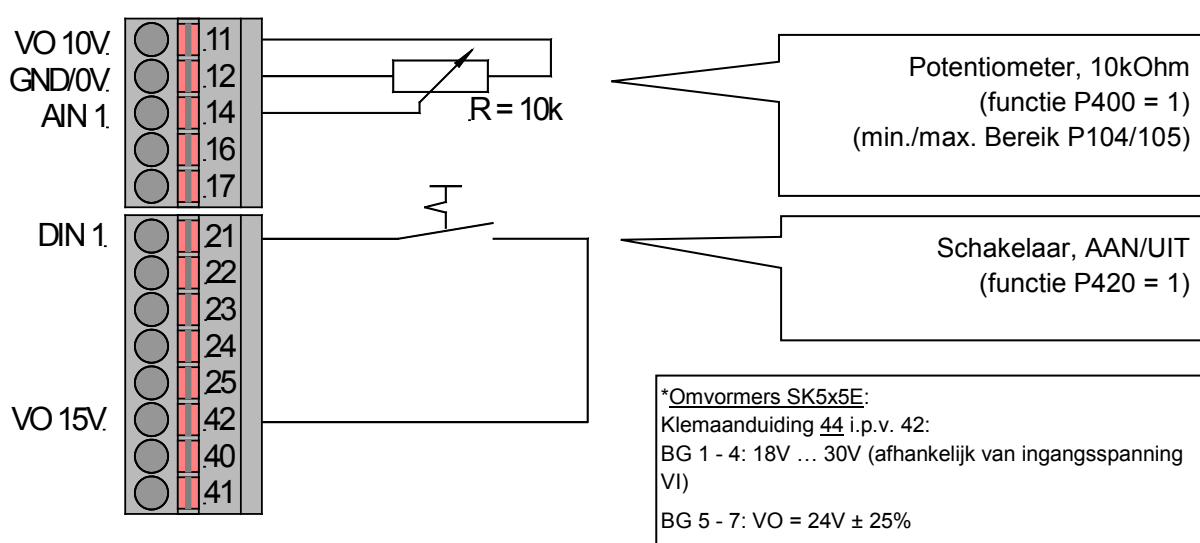 VO 10V.
GND/0V.
AIN 1.
.11
.12
.14
.16
.17
R = 10k
Potentiometer, 10kOhm
(functie P400 = 1)
(min./max. Bereik P104/105)
DIN 1.
.21
.22
.23
.24
.25
VO 15V.
.42
.40
.41
Schakelaar, AAN/UIT
(functie P420 = 1)
*Omvormers SK5x5E:
Klemaanduiding 44 i.p.v. 42:
BG 1 - 4: 18V … 30V (afhankelijk van ingangsspanning
VI)
BG 5 - 7: VO = 24V ± 25%